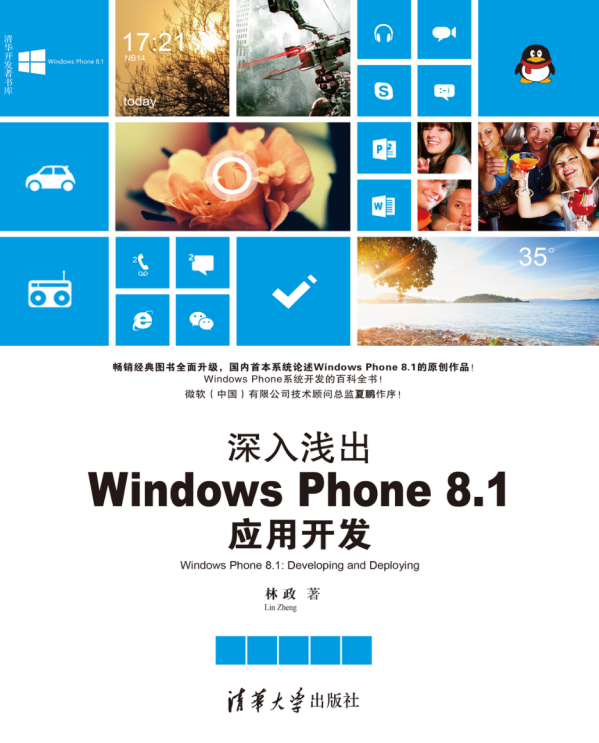 清华开发者书库
Windows Phone 8.1
17:21
NB14
today
35°
2
2
畅销经典图书全面升级，国内首本系统论述Windows Phone 8.1的原创作品！
Windows Phone系统开发的百科全书！
微软（中国）有限公司技术顾问总监夏鹏作序！
深入浅出
Windows Phone 8.1
应用开发
Windows Phone 8.1: Developing and Deploying
林政 著
Lin Zheng
清华大学出版社